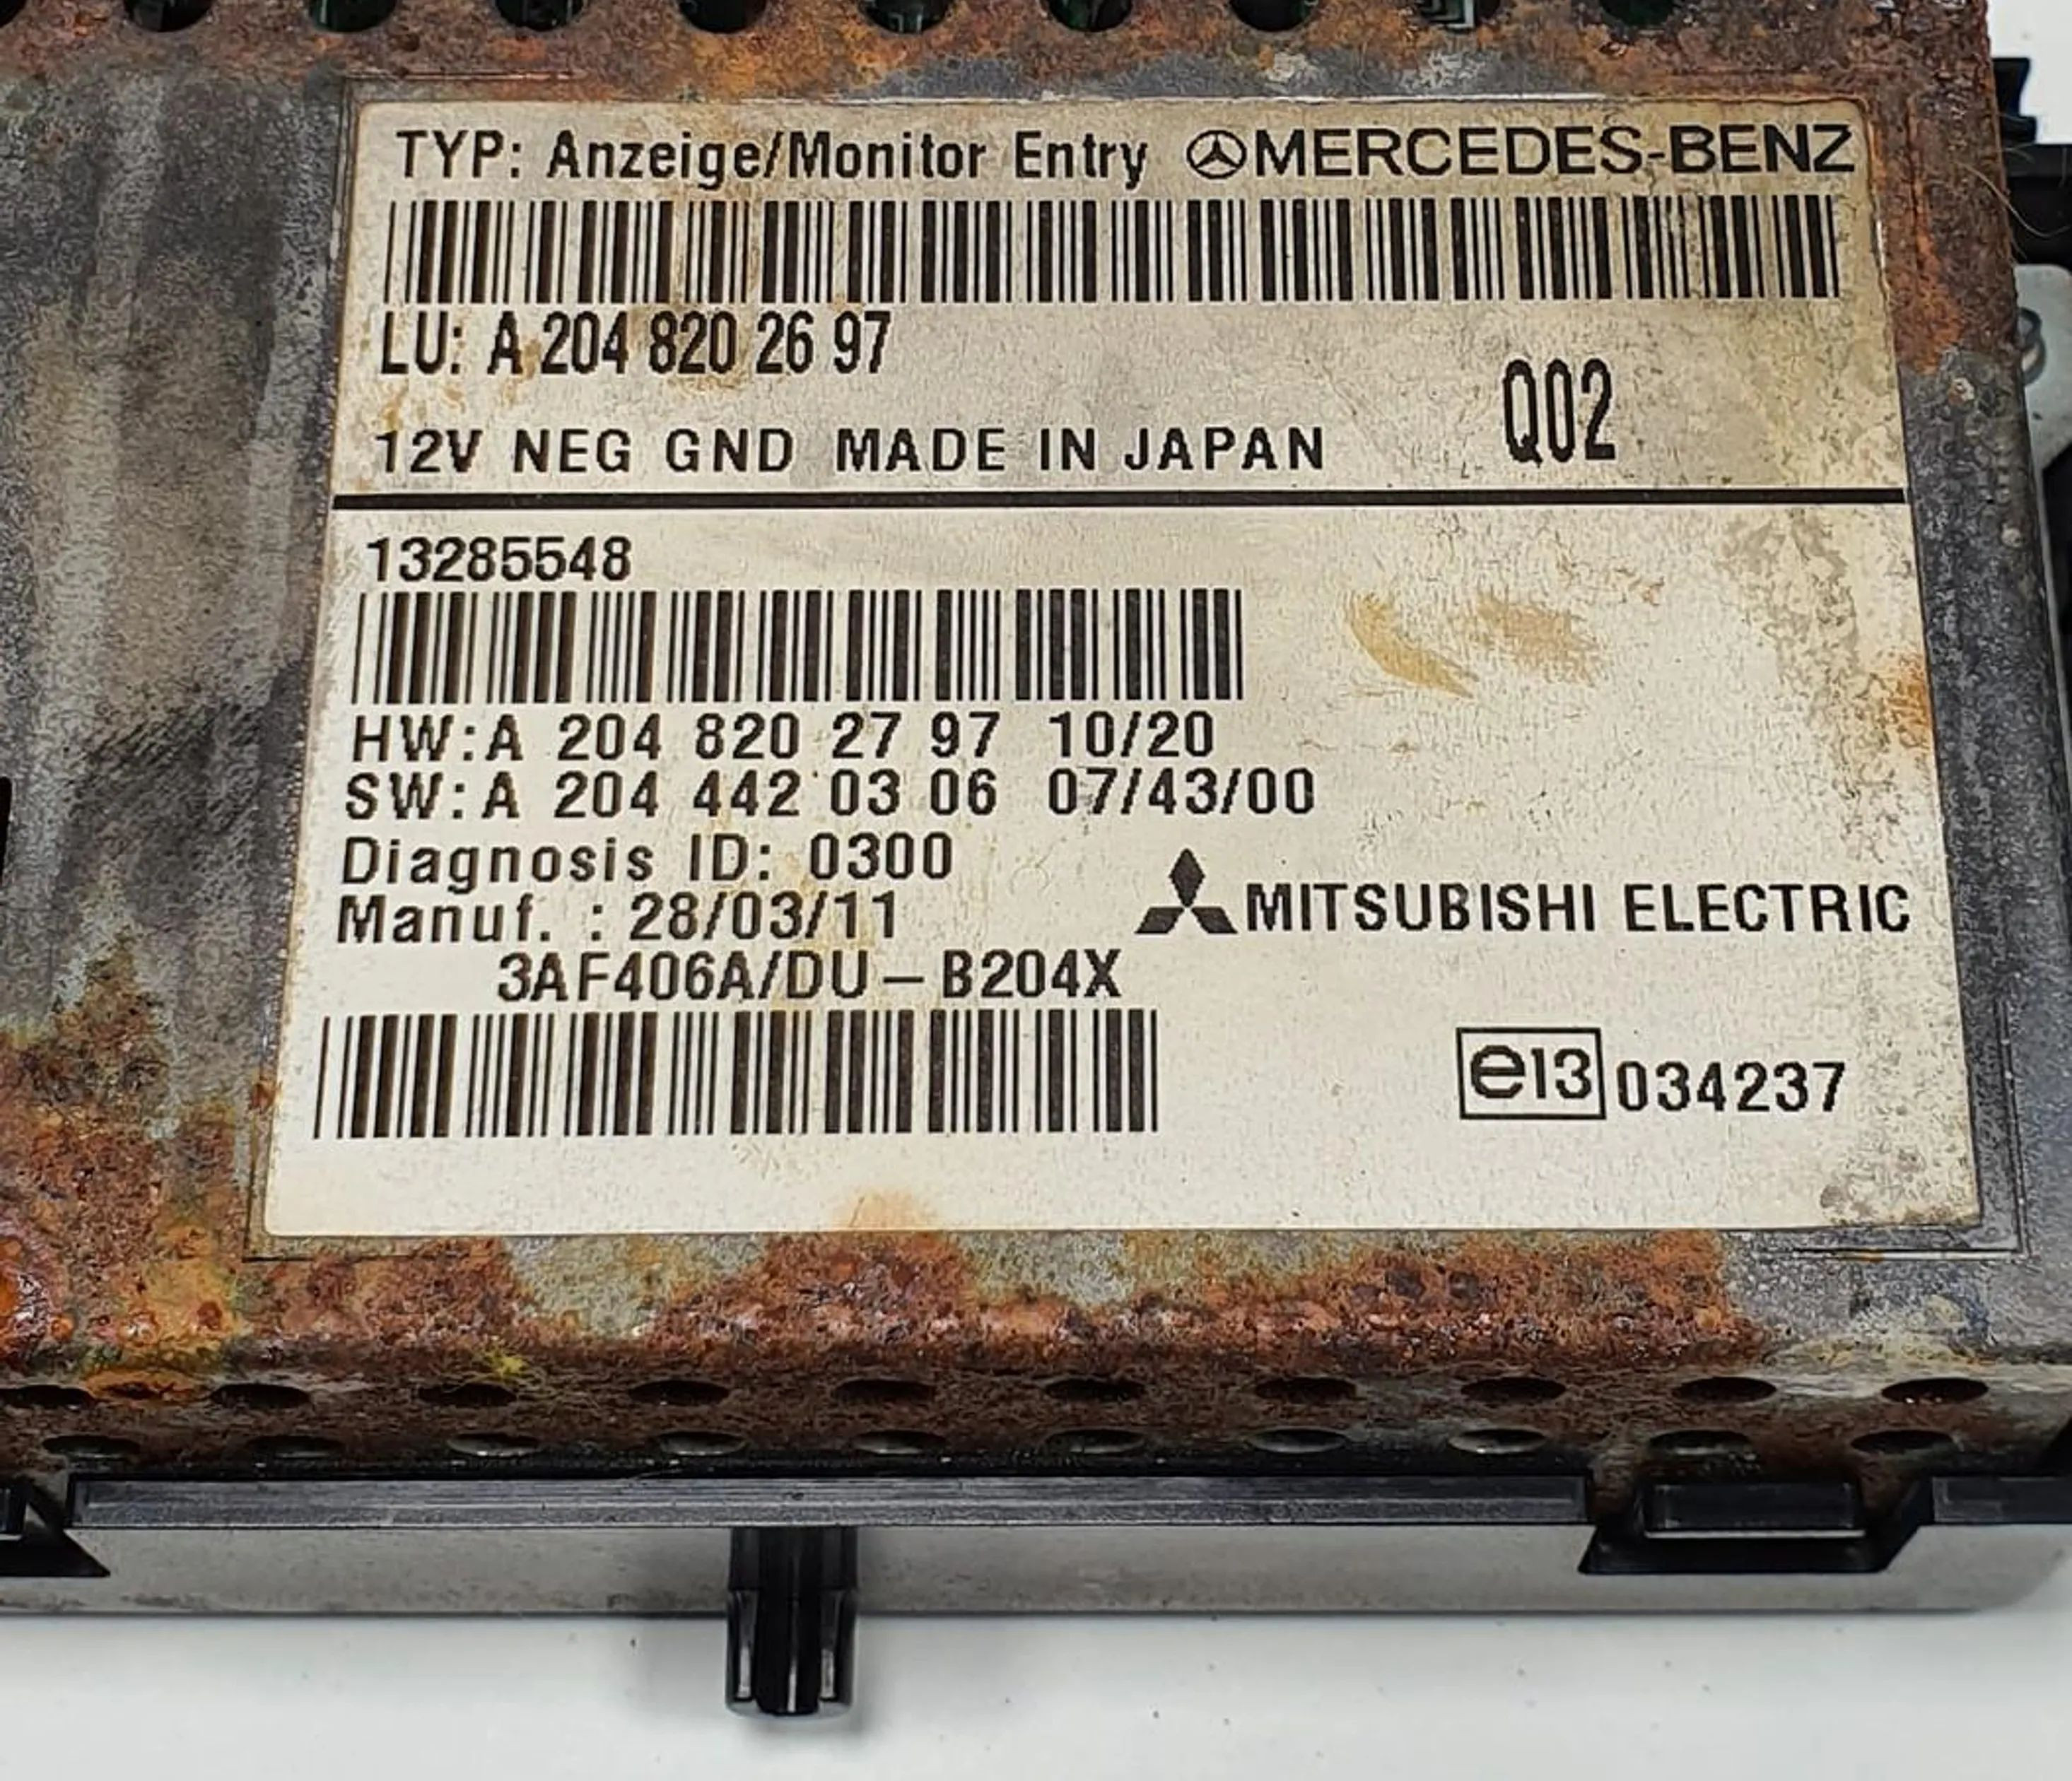 TYP: Anzeige/Monitor Entry MERCEDES-BENZ
LU: A 204 820 26 97
Q02
12V NEG GND MADE IN JAPAN
13285548
HW:A 204 820 27 97 10/20
SW:A 204 442 03 06 07/43/00
Diagnosis ID: 0300
Manuf. : 28/03/11
MITSUBISHI ELECTRIC
3AF406A/DU-B204X
e13 034237